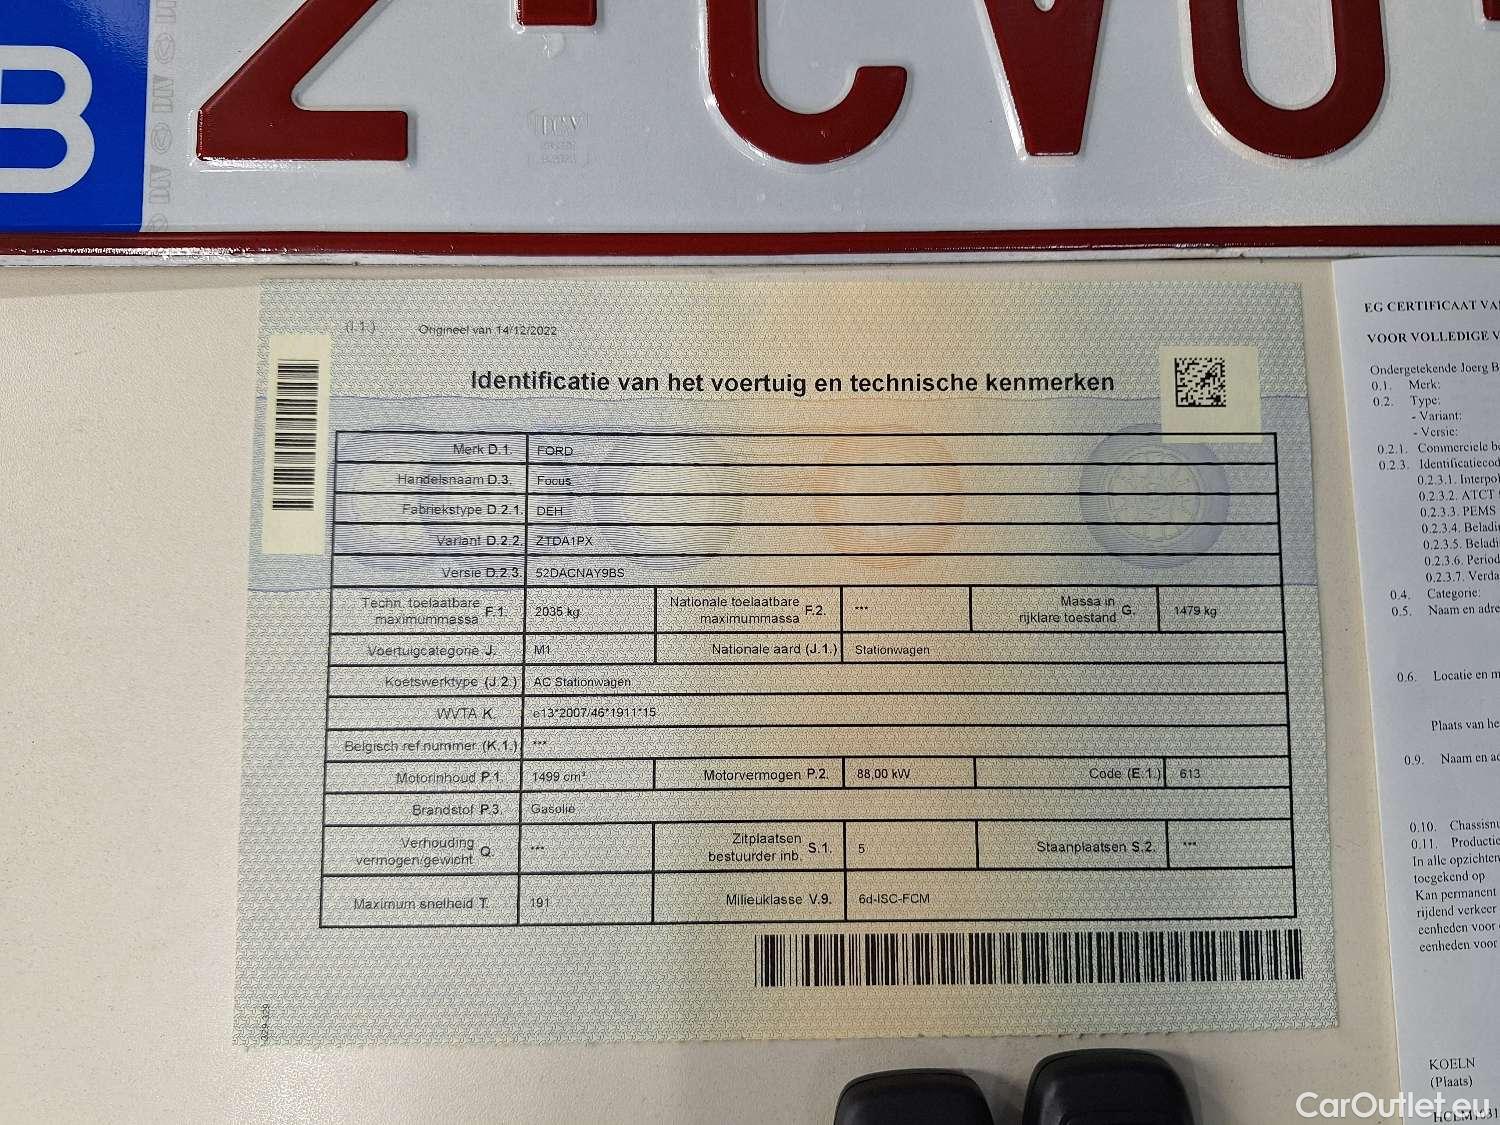 B 2 CV
(I.1.) Origineel van 14/12/2022
Identificatie van het voertuig en technische kenmerken
Merk D.1. FORD
Handelsnaam D.3. Focus
Fabriekstype D.2.1. DEH
Variant D.2.2. ZTDA1PX
Versie D.2.3. 52DACNAY9BS
Techn. toelaatbare maximummassa F.1. 2035 kg Nationale toelaatbare maximummassa F.2. *** Massa in rijklare toestand G. 1479 kg
Voertuigcategorie J. M1 Nationale aard (J.1.) Stationwagen
Koetswerktype (J.2.) AC Stationwagen
WVTA K. e13*2007/46*1911*15
Belgisch ref.nummer (K.1.) ***
Motorinhoud P.1. 1499 cm³ Motorvermogen P.2. 88,00 kW Code (E.1.) 613
Brandstof P.3. Gasolie
Verhouding vermogen/gewicht Q. *** Zitplaatsen bestuurder inb. S.1. 5 Staanplaatsen S.2. ***
Maximum snelheid T. 191 Milieuklasse V.9. 6d-ISC-FCM
EG CERTIFICAAT VA
VOOR VOLLEDIGE V
Ondergetekende Joerg B
0.1. Merk:
0.2. Type:
- Variant:
- Versie:
0.2.1. Commerciele be
0.2.3. Identificatiecod
0.2.3.1. Interpol
0.2.3.2. ATCT
0.2.3.3. PEMS
0.2.3.4. Beladi
0.2.3.5. Beladi
0.2.3.6. Period
0.2.3.7. Verda
0.4. Categorie:
0.5. Naam en adre
0.6. Locatie en m
Plaats van he
0.9. Naam en ad
0.10. Chassisnu
0.11. Productie
In alle opzichten
toegekend op
Kan permanent
rijdend verkeer
eenheden voor
eenheden voor
KOELN
(Plaats)
CarOutlet.eu